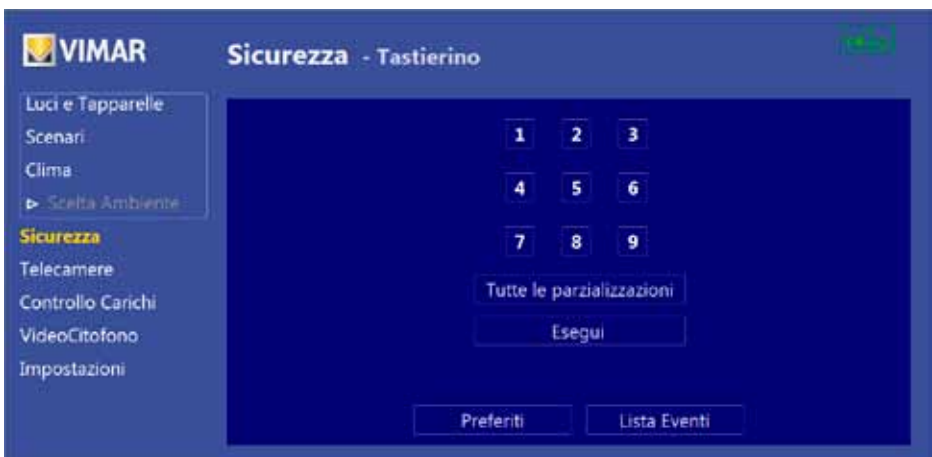 VIMAR
Sicurezza - Tastierino
Luci e Tapparelle
Scenari
Clima
Scelta Ambiente
Sicurezza
Telecamere
Controllo Carichi
VideoCitofono
Impostazioni
1 2 3
4 5 6
7 8 9
Tutte le parzializzazioni
Esegui
Preferiti Lista Eventi